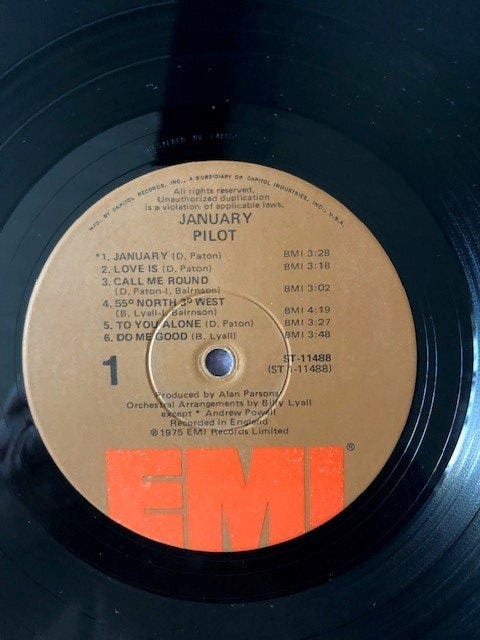 MFD. BY CAPITOL RECORDS, INC., A SUBSIDIARY OF CAPITOL INDUSTRIES, INC., U.S.A.
All rights reserved.
Unauthorized duplication
is a violation of applicable laws.
JANUARY
PILOT
*1. JANUARY (D. Paton) BMI 3:28
2. LOVE IS (D. Paton) BMI 3:18
3. CALL ME ROUND
(D. Paton-I. Bairnson) BMI 3:02
4. 55º NORTH 3º WEST
(B. Lyall-I. Bairnson) BMI 4:19
5. TO YOU ALONE (D. Paton) BMI 3:27
6. DO ME GOOD (B. Lyall) BMI 3:48
1
ST-11488
(ST 1-11488)
Produced by Alan Parsons
Orchestral Arrangements by Billy Lyall
except * Andrew Powell
Recorded in England
℗1975 EMI Records Limited
EMI®